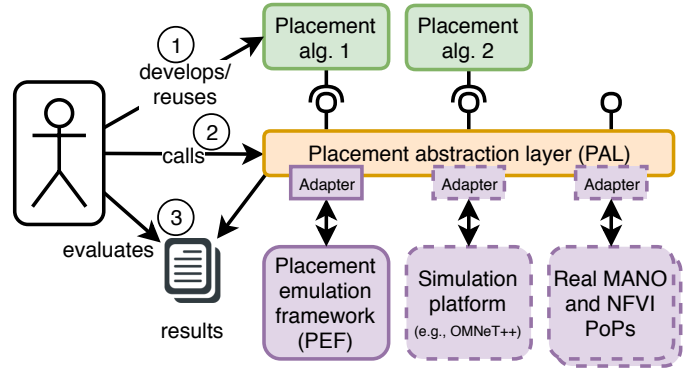 1
develops/
reuses
Placement
alg. 1
Placement
alg. 2
2
calls
Placement abstraction layer (PAL)
Adapter
Adapter
Adapter
3
evaluates
results
Placement
emulation
framework
(PEF)
Simulation
platform
(e.g., OMNeT++)
Real MANO
and NFVI
PoPs